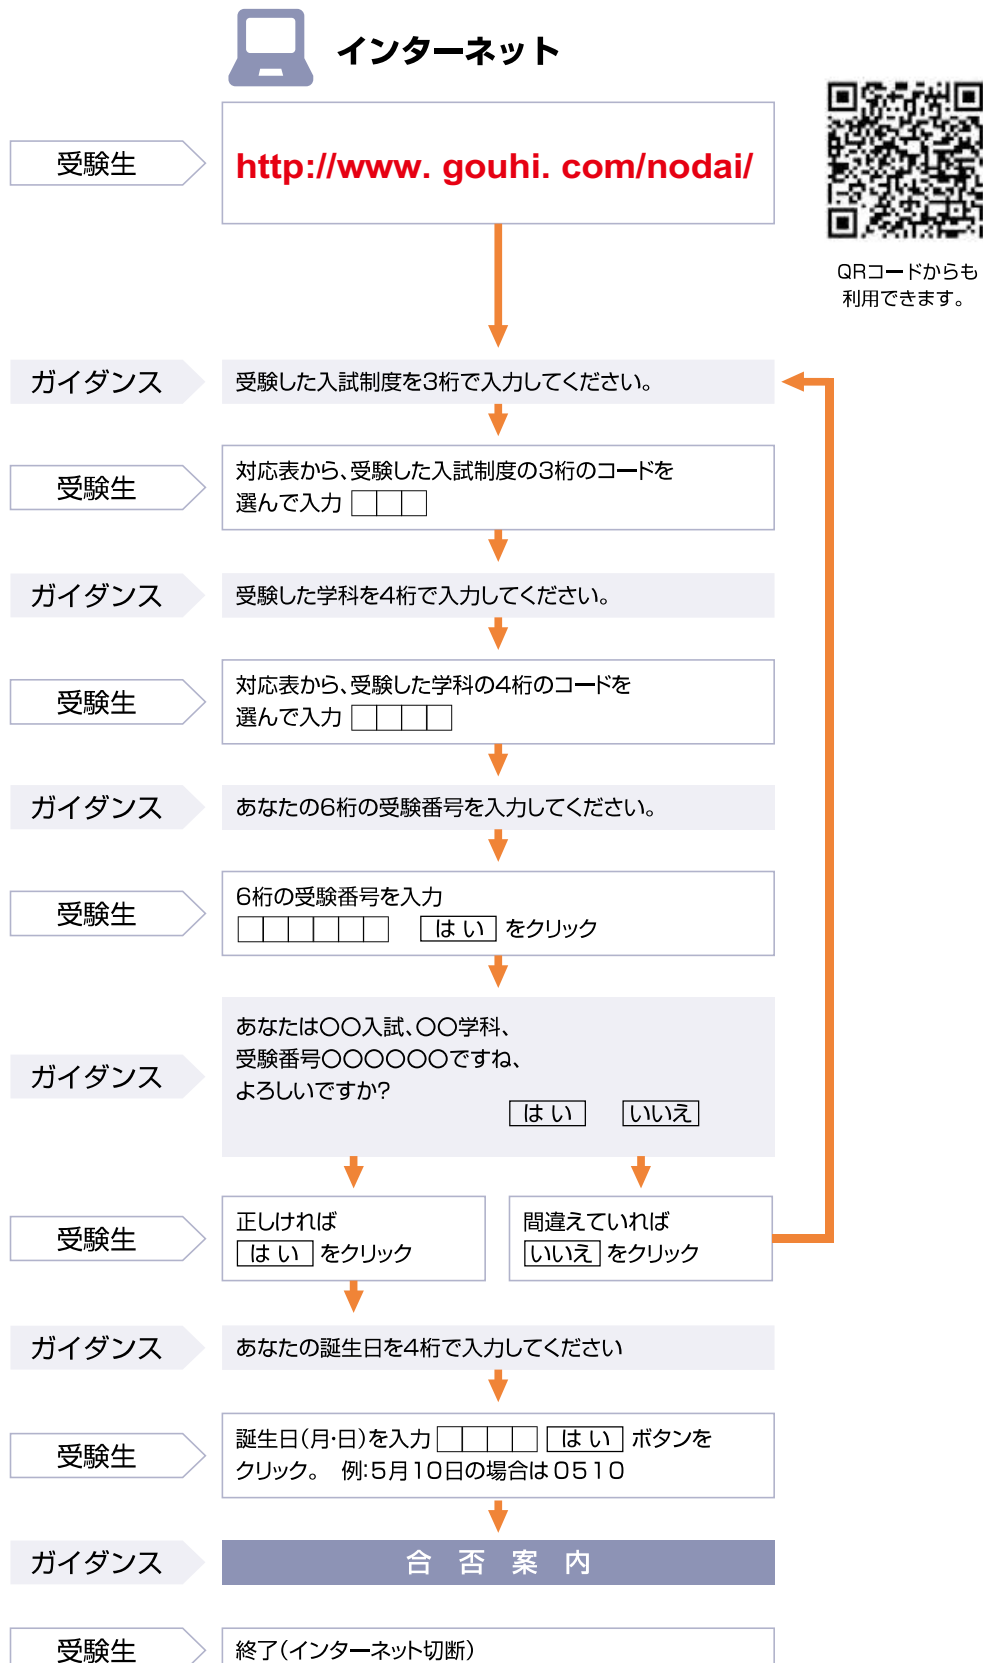 インターネット
受験生
http://www. gouhi. com/nodai/
QRコードからも
利用できます。
ガイダンス
受験した入試制度を3桁で入力してください。
受験生
対応表から、受験した入試制度の3桁のコードを
選んで入力
ガイダンス
受験した学科を4桁で入力してください。
受験生
対応表から、受験した学科の4桁のコードを
選んで入力
ガイダンス
あなたの6桁の受験番号を入力してください。
受験生
6桁の受験番号を入力
はい をクリック
ガイダンス
あなたは〇〇入試、〇〇学科、
受験番号〇〇〇〇〇〇ですね、
よろしいですか?
はい いいえ
受験生
正しければ
はい をクリック
間違えていれば
いいえ をクリック
ガイダンス
あなたの誕生日を4桁で入力してください
受験生
誕生日(月・日)を入力 はい ボタンを
クリック。 例:5月10日の場合は0510
ガイダンス
合否案内
受験生
終了(インターネット切断)